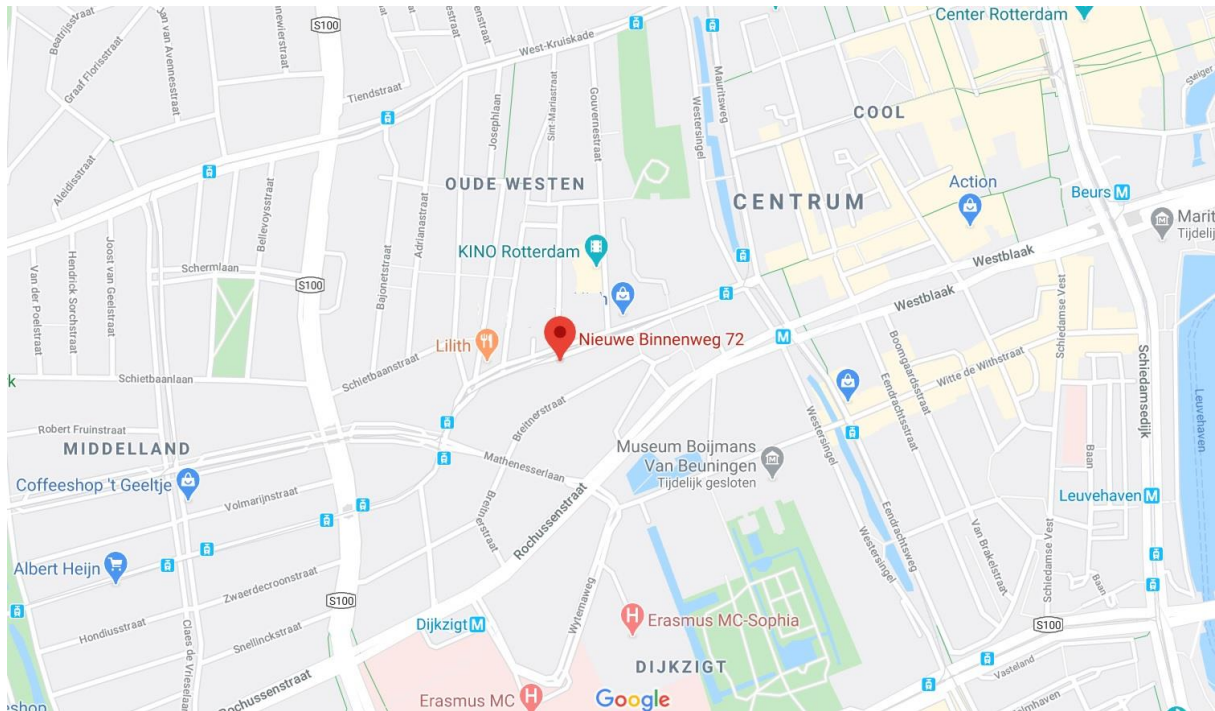 Beatrijsstraat
San van Avennesstraat
Graaf Florisstraat
S100
West-Kruiskade
Center Rotterdam
Tiendstraat
Josephlaan
Sint-Mariastraat
Gouvernestraat
Mauritsweg
Westersingel
COOL
Steiger
Aleidisstraat
OUDE WESTEN
CENTRUM
Action
Beurs M
Bellevoysstraat
Adrianastraat
Bajonetstraat
KINO Rotterdam
Marit
Tijdelij
Westblaak
Schermlaan
S100
Van der Poelstraat
Hendrick Sorchstraat
Joost van Geelstraat
Westblaak
Schiedamse Vest
Lilith
Nieuwe Binnenweg 72
M
Boomgaardsstraat
Witte de Withstraat
Schiedamsedijk
Leuvehaven
Schietbaanlaan
Schietbaanstraat
Breitnerstraat
Eendrachtsstraat
Westersingel
Robert Fruinstraat
MIDDELLAND
Museum Boijmans
Van Beuningen
Tijdelijk gesloten
Mathenesserlaan
Baan
Coffeeshop 't Geeltje
Volmarijnstraat
Breitnerstraat
Rochussenstraat
Leuvehaven M
Eendrachtsweg
Westersingel
Van Brakelstraat
Schiedamse Vest
Albert Heijn
Zwaerdecroonstraat
Baan
S100
Wytemaweg
Hondiusstraat
Snellinckstraat
Claes de Vrieselaan
Dijkzigt M
Erasmus MC-Sophia
S100
DIJKZIGT
Vasteland
Rochussenstraat
Erasmus MC
Google